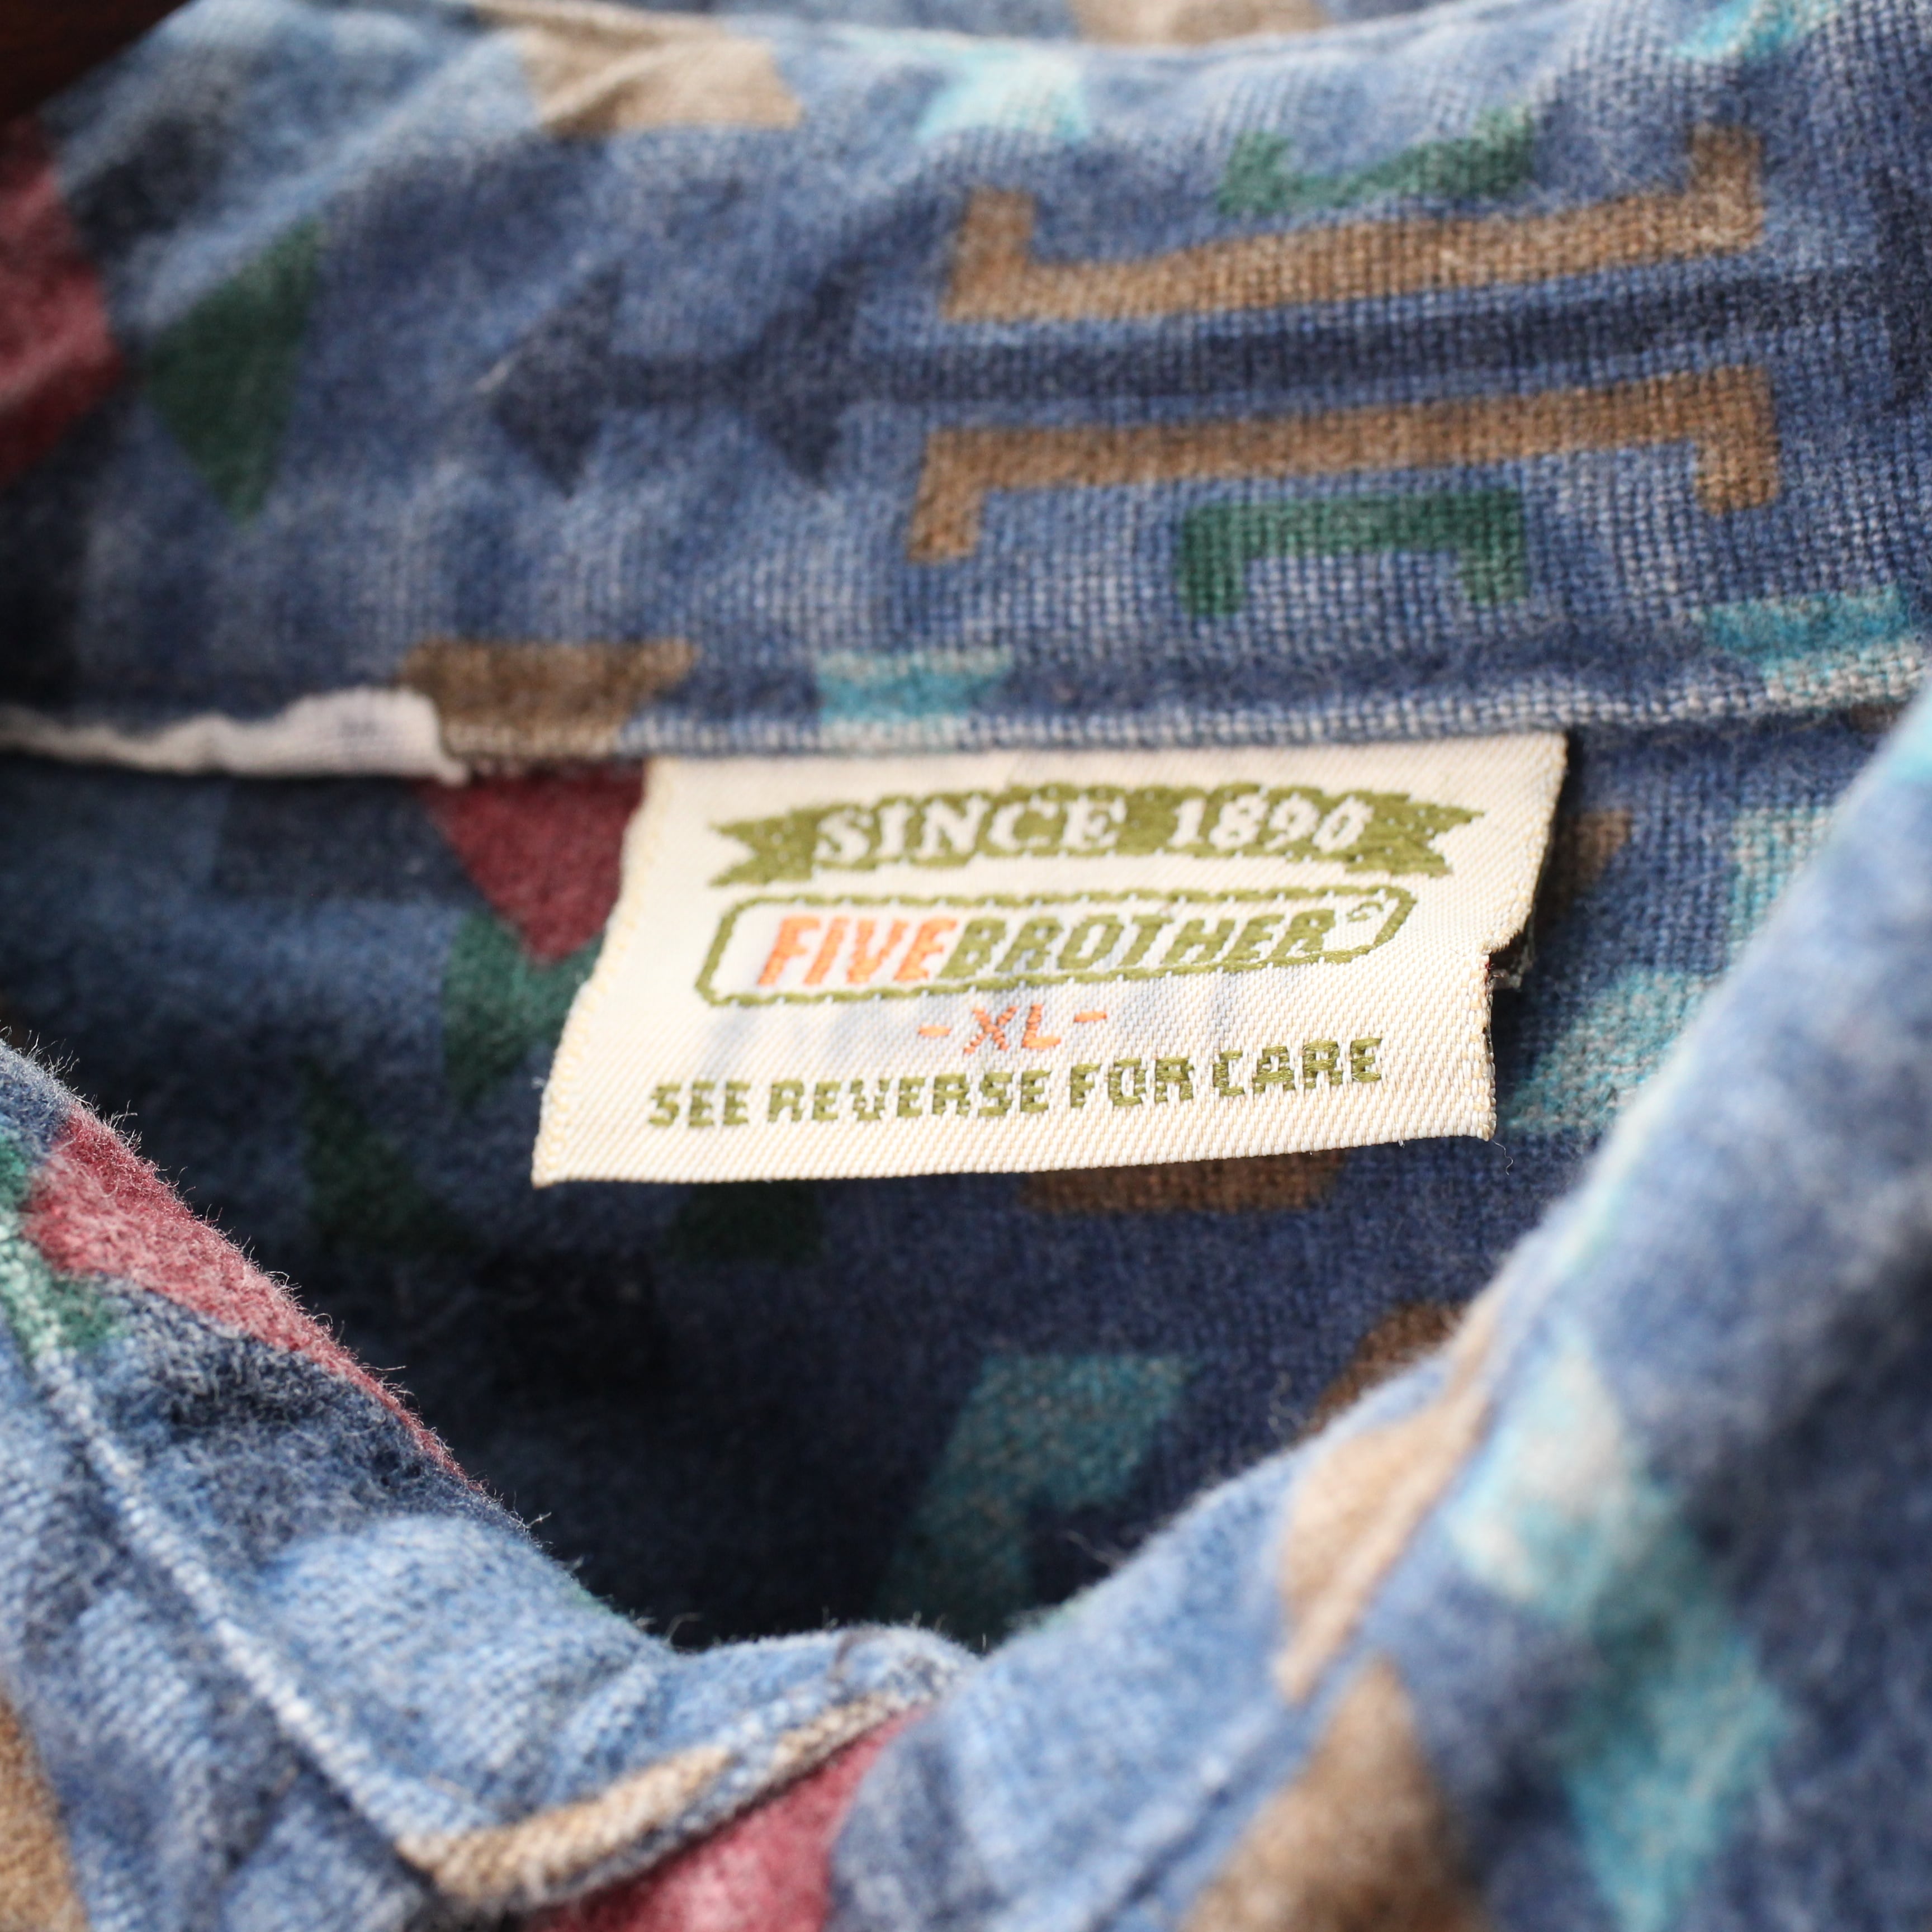 SINCE 1890
FIVEBROTHER
-XL-
SEE REVERSE FOR CARE